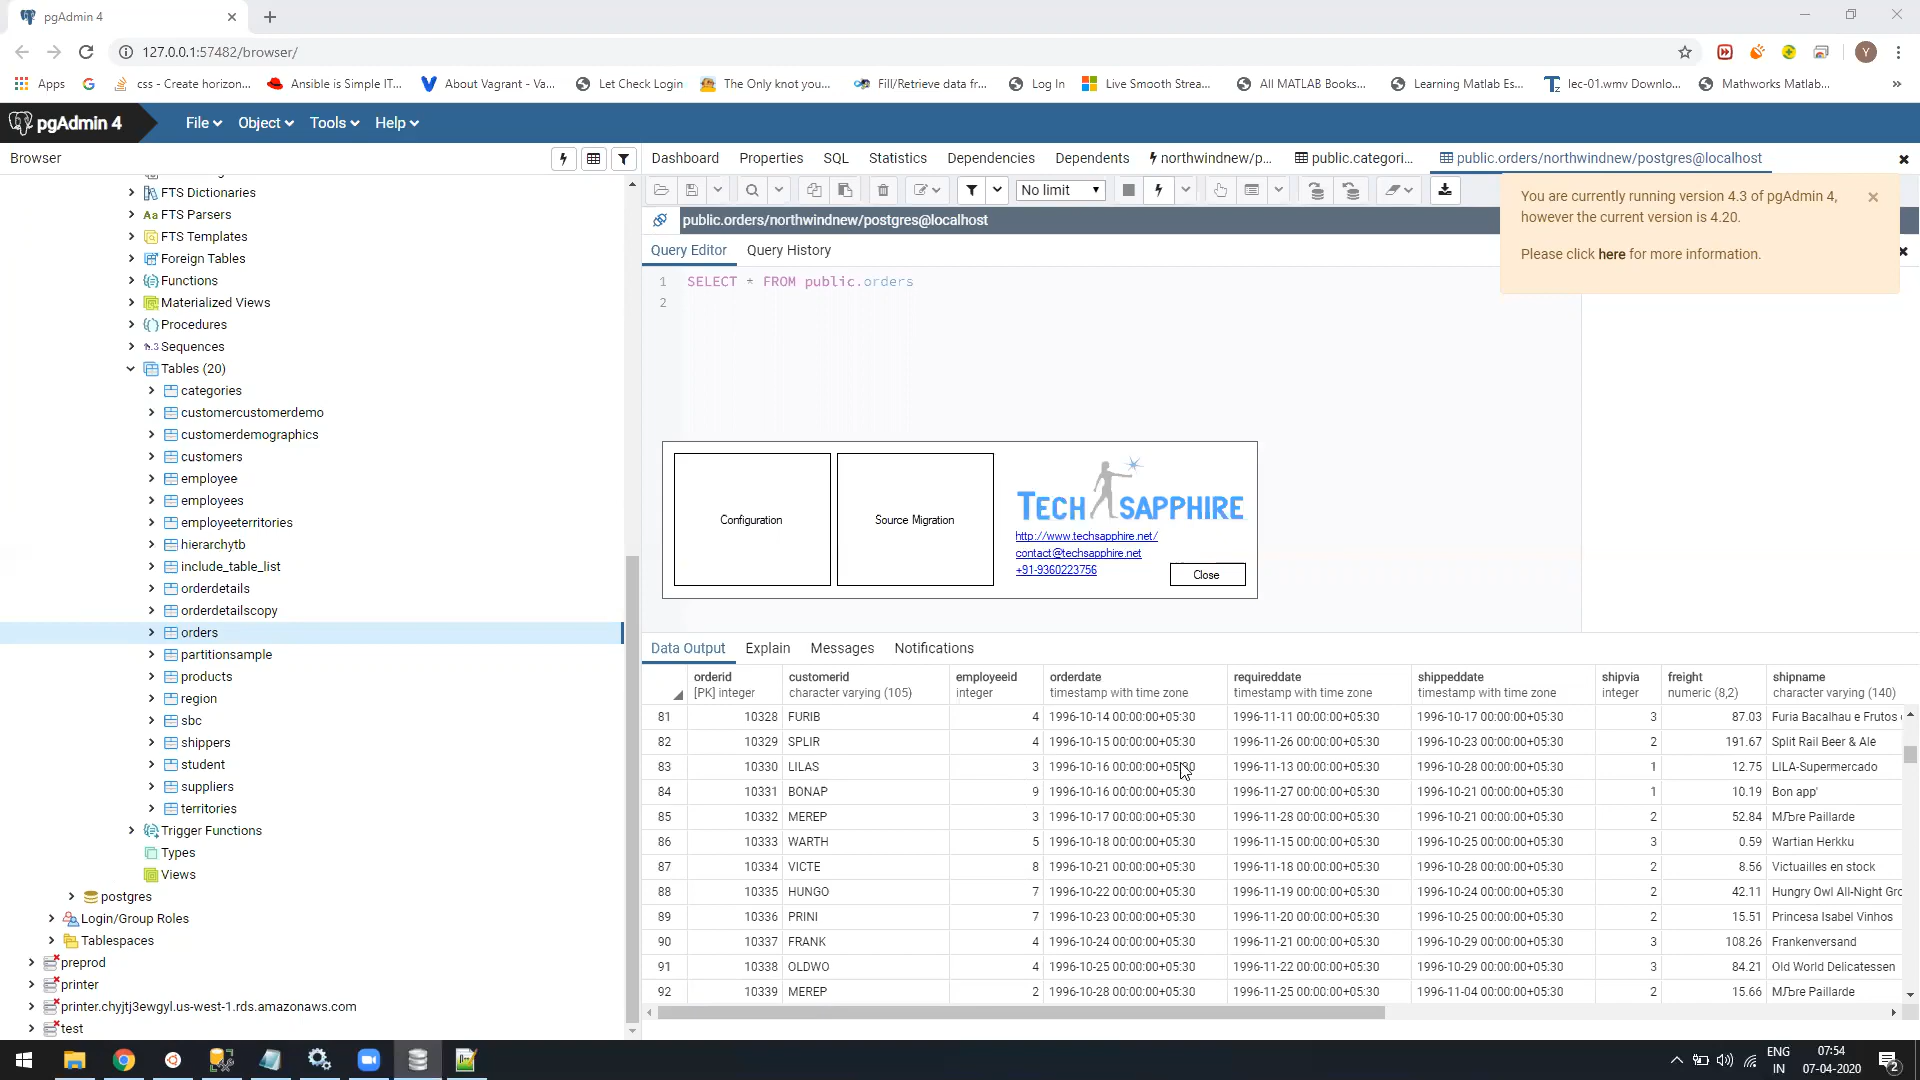 pgAdmin 4
127.0.0.1:57482/browser/
Y
Apps
css - Create horizon...
Ansible is Simple IT...
About Vagrant - Va...
Let Check Login
The Only knot you...
Fill/Retrieve data fr...
Log In
Live Smooth Strea...
All MATLAB Books...
Learning Matlab Es...
lec-01.wmv Downlo...
Mathworks Matlab...
»
pgAdmin 4
File
Object
Tools
Help
Browser
Dashboard
Properties
SQL
Statistics
Dependencies
Dependents
northwindnew/p...
public.categori...
public.orders/northwindnew/postgres@localhost
No limit
public.orders/northwindnew/postgres@localhost
You are currently running version 4.3 of pgAdmin 4,
however the current version is 4.20.
Please click here for more information.
Query Editor
Query History
1 SELECT * FROM public.orders
2
FTS Dictionaries
FTS Parsers
FTS Templates
Foreign Tables
Functions
Materialized Views
Procedures
Sequences
Tables (20)
categories
customercustomerdemo
customerdemographics
customers
employee
employees
employeeterritories
hierarchytb
include_table_list
orderdetails
orderdetailscopy
orders
partitionsample
products
region
sbc
shippers
student
suppliers
territories
Trigger Functions
Types
Views
postgres
Login/Group Roles
Tablespaces
preprod
printer
printer.chyjtj3ewgyl.us-west-1.rds.amazonaws.com
test
Configuration
Source Migration
TECH SAPPHIRE
http://www.techsapphire.net/
contact@techsapphire.net
+91-9360223756
Close
Data Output
Explain
Messages
Notifications
orderid customerid employeeid orderdate requireddate shippeddate shipvia freight shipname
[PK] integer character varying (105) integer timestamp with time zone timestamp with time zone timestamp with time zone integer numeric (8,2) character varying (140)
81 10328 FURIB 4 1996-10-14 00:00:00+05:30 1996-11-11 00:00:00+05:30 1996-10-17 00:00:00+05:30 3 87.03 Furia Bacalhau e Frutos
82 10329 SPLIR 4 1996-10-15 00:00:00+05:30 1996-11-26 00:00:00+05:30 1996-10-23 00:00:00+05:30 2 191.67 Split Rail Beer & Ale
83 10330 LILAS 3 1996-10-16 00:00:00+05:30 1996-11-13 00:00:00+05:30 1996-10-28 00:00:00+05:30 1 12.75 LILA-Supermercado
84 10331 BONAP 9 1996-10-16 00:00:00+05:30 1996-11-27 00:00:00+05:30 1996-10-21 00:00:00+05:30 1 10.19 Bon app'
85 10332 MEREP 3 1996-10-17 00:00:00+05:30 1996-11-28 00:00:00+05:30 1996-10-21 00:00:00+05:30 2 52.84 МЉre Paillarde
86 10333 WARTH 5 1996-10-18 00:00:00+05:30 1996-11-15 00:00:00+05:30 1996-10-25 00:00:00+05:30 3 0.59 Wartian Herkku
87 10334 VICTE 8 1996-10-21 00:00:00+05:30 1996-11-18 00:00:00+05:30 1996-10-28 00:00:00+05:30 2 8.56 Victuailles en stock
88 10335 HUNGO 7 1996-10-22 00:00:00+05:30 1996-11-19 00:00:00+05:30 1996-10-24 00:00:00+05:30 2 42.11 Hungry Owl All-Night Grc
89 10336 PRINI 7 1996-10-23 00:00:00+05:30 1996-11-20 00:00:00+05:30 1996-10-25 00:00:00+05:30 2 15.51 Princesa Isabel Vinhos
90 10337 FRANK 4 1996-10-24 00:00:00+05:30 1996-11-21 00:00:00+05:30 1996-10-29 00:00:00+05:30 3 108.26 Frankenversand
91 10338 OLDWO 4 1996-10-25 00:00:00+05:30 1996-11-22 00:00:00+05:30 1996-10-29 00:00:00+05:30 3 84.21 Old World Delicatessen
92 10339 MEREP 2 1996-10-28 00:00:00+05:30 1996-11-25 00:00:00+05:30 1996-11-04 00:00:00+05:30 2 15.66 МЉre Paillarde
ENG
IN
07:54
07-04-2020
2